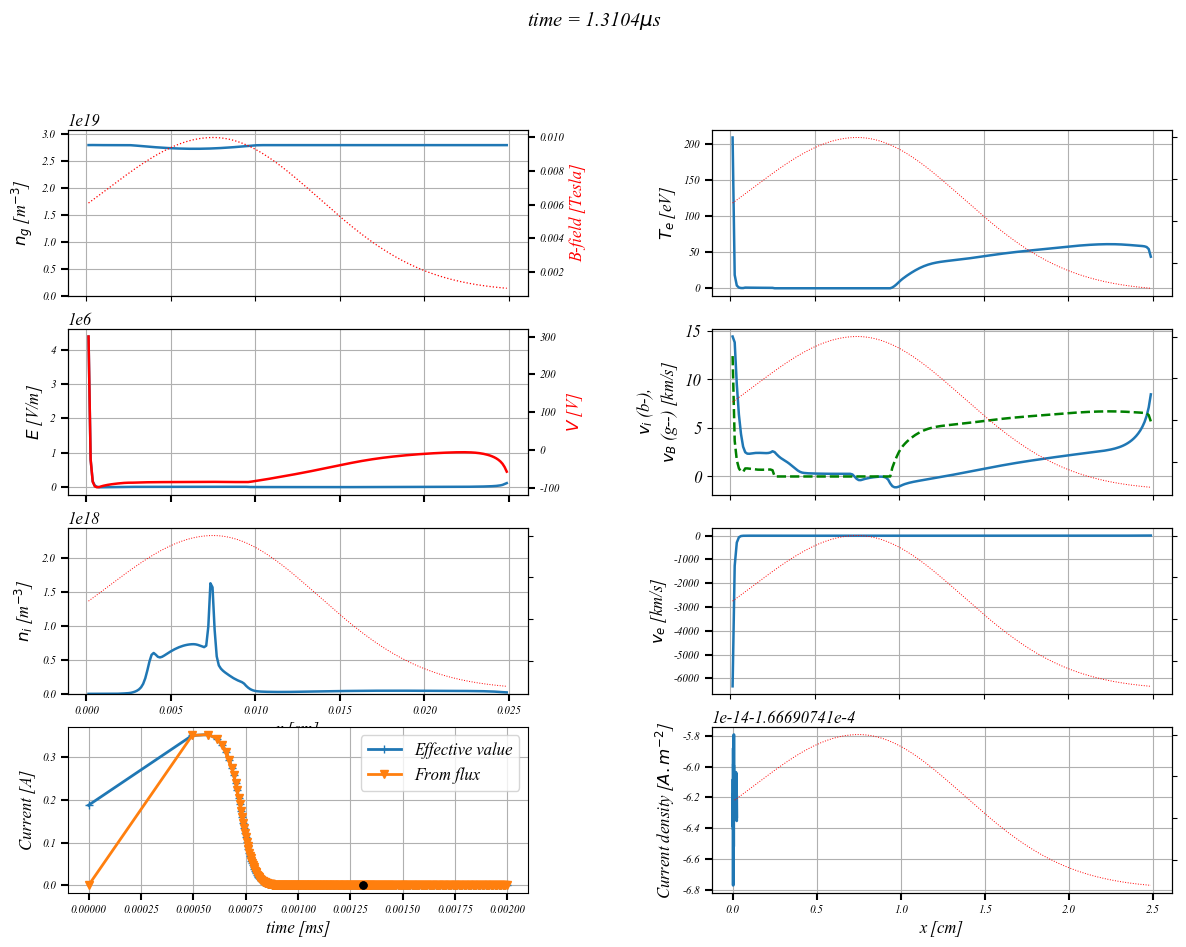 time = 1.3104μs
1e19
3.0
2.5
2.0
1.5
1.0
0.5
0.0
n_g [m⁻³]
0.010
0.008
0.006
0.004
0.002
B-field [Tesla]
200
150
100
50
0
T_e [eV]
1e6
4
3
2
1
0
E [V/m]
300
200
100
0
-100
V [V]
15
10
5
0
v_i (b-),
v_B (g--) [km/s]
1e18
2.0
1.5
1.0
0.5
0.0
n_i [m⁻³]
0.000 0.005 0.010 0.015 0.020 0.025
0
-1000
-2000
-3000
-4000
-5000
-6000
v_e [km/s]
0.3
0.2
0.1
0.0
Current [A]
Effective value
From flux
0.00000 0.00025 0.00050 0.00075 0.00100 0.00125 0.00150 0.00175 0.00200
time [ms]
1e-14-1.66690741e-4
-5.8
-6.0
-6.2
-6.4
-6.6
-6.8
Current density [A.m⁻²]
0.0 0.5 1.0 1.5 2.0 2.5
x [cm]